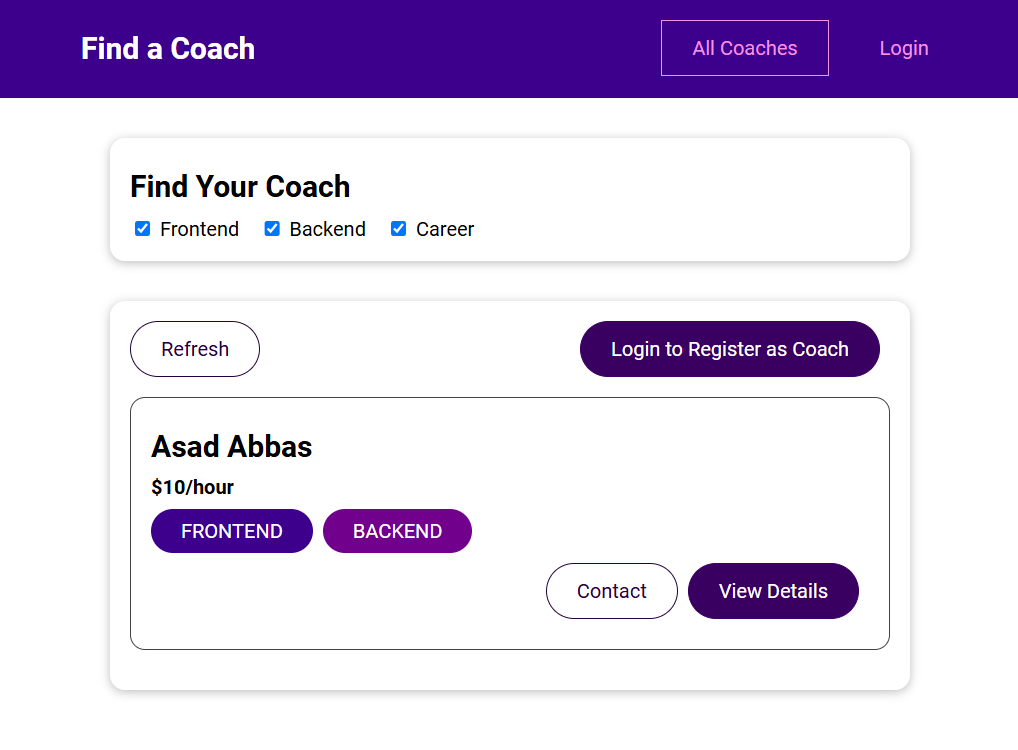 Find a Coach All Coaches Login
Find Your Coach
Frontend Backend Career
Refresh Login to Register as Coach
Asad Abbas
$10/hour
FRONTEND BACKEND
Contact View Details